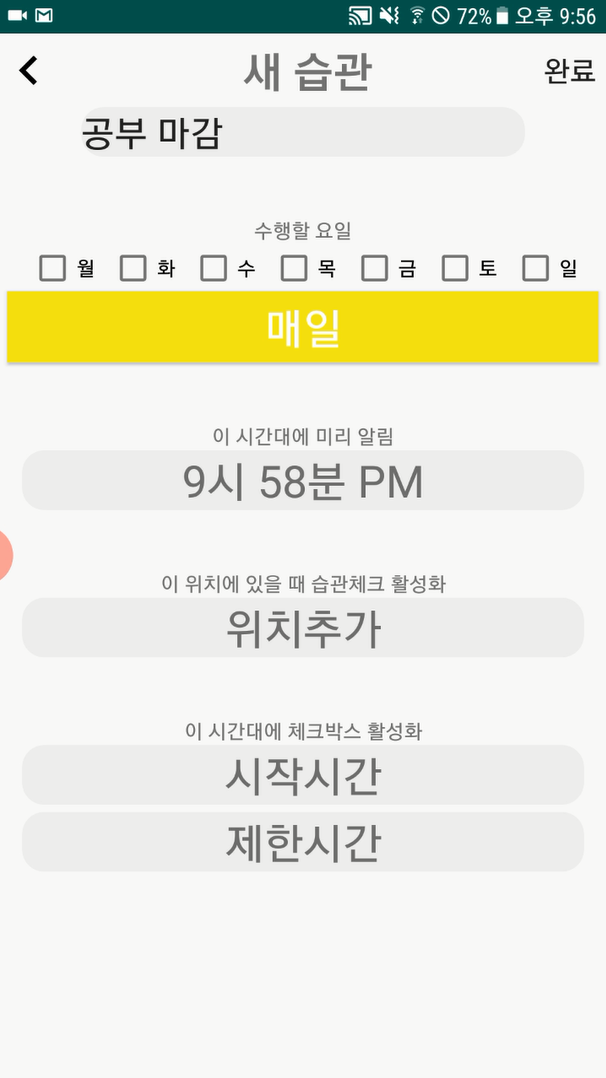 72% 오후 9:56
새 습관
완료
공부 마감
수행할 요일
월 화 수 목 금 토 일
매일
이 시간대에 미리 알림
9시 58분 PM
이 위치에 있을 때 습관체크 활성화
위치추가
이 시간대에 체크박스 활성화
시작시간
제한시간